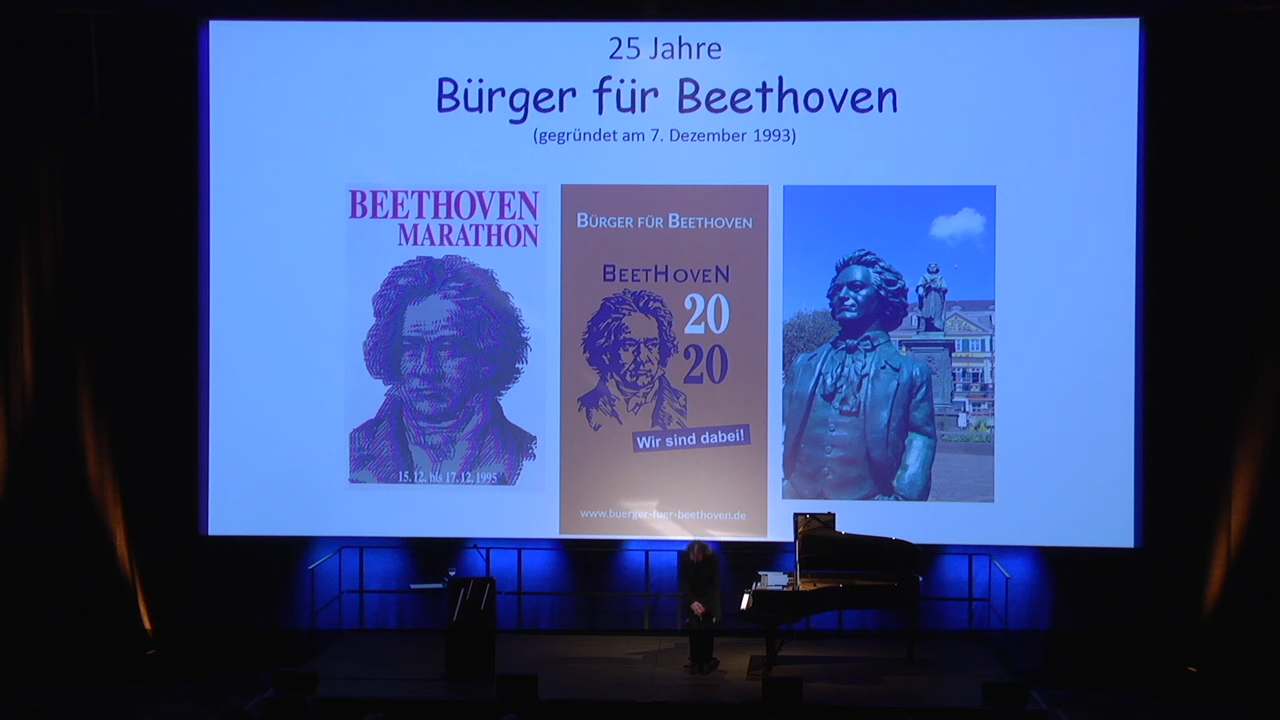 25 Jahre
Bürger für Beethoven
(gegründet am 7. Dezember 1993)
BEETHOVEN
MARATHON
15.12. bis 17.12.1995
BÜRGER FÜR BEETHOVEN
BEETHOVEN
20
20
Wir sind dabei!
www.buerger-fuer-beethoven.de